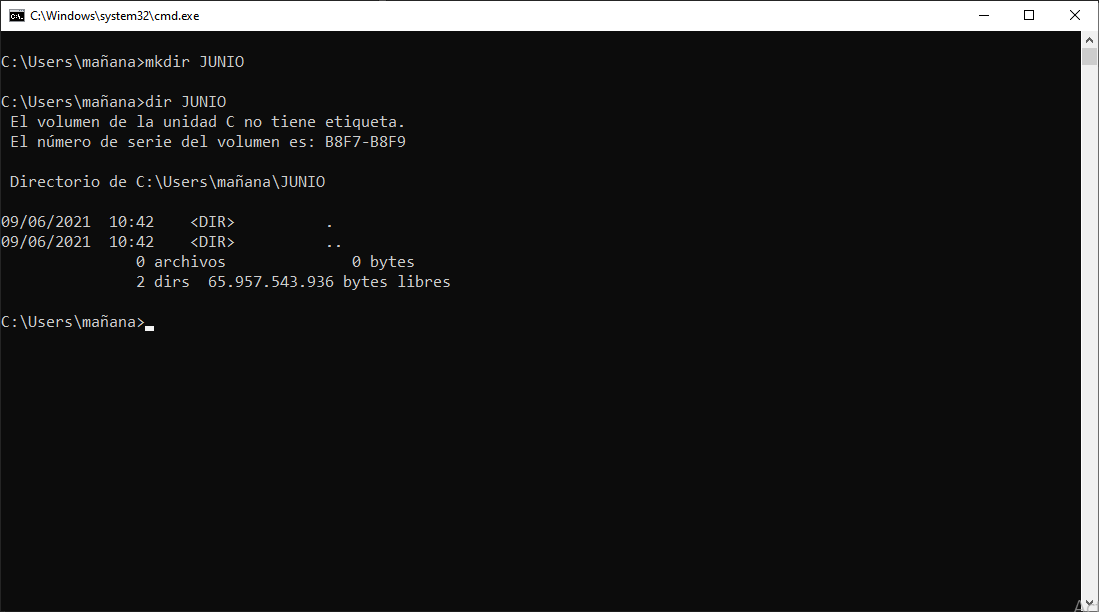 C:\Windows\system32\cmd.exe
C:\Users\mañana>mkdir JUNIO
C:\Users\mañana>dir JUNIO
El volumen de la unidad C no tiene etiqueta.
El número de serie del volumen es: B8F7-B8F9
Directorio de C:\Users\mañana\JUNIO
09/06/2021  10:42    <DIR>          .
09/06/2021  10:42    <DIR>          ..
0 archivos              0 bytes
2 dirs  65.957.543.936 bytes libres
C:\Users\mañana>